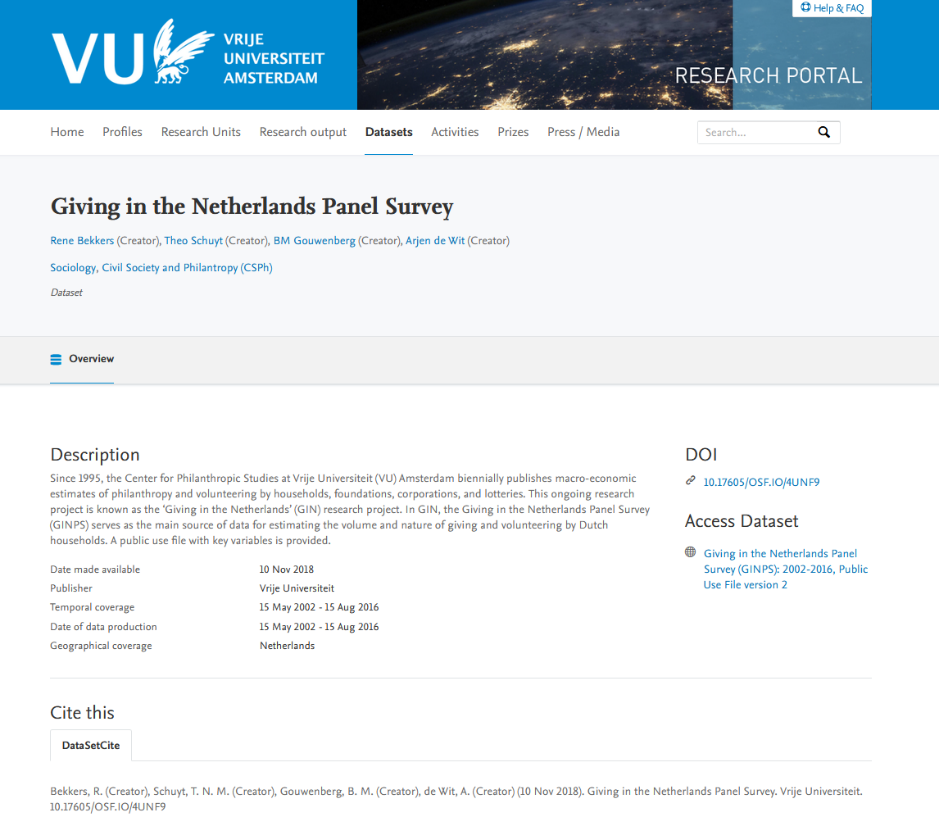 Help & FAQ
VU
VRIJE
UNIVERSITEIT
AMSTERDAM
RESEARCH PORTAL
Home Profiles Research Units Research output Datasets Activities Prizes Press / Media Search...
Giving in the Netherlands Panel Survey
Rene Bekkers (Creator), Theo Schuyt (Creator), BM Gouwenberg (Creator), Arjen de Wit (Creator)
Sociology, Civil Society and Philantropy (CSPh)
Dataset
Overview
Description
Since 1995, the Center for Philanthropic Studies at Vrije Universiteit (VU) Amsterdam biennially publishes macro-economic
estimates of philanthropy and volunteering by households, foundations, corporations, and lotteries. This ongoing research
project is known as the ‘Giving in the Netherlands’ (GIN) research project. In GIN, the Giving in the Netherlands Panel Survey
(GINPS) serves as the main source of data for estimating the volume and nature of giving and volunteering by Dutch
households. A public use file with key variables is provided.
Date made available 10 Nov 2018
Publisher Vrije Universiteit
Temporal coverage 15 May 2002 - 15 Aug 2016
Date of data production 15 May 2002 - 15 Aug 2016
Geographical coverage Netherlands
DOI
10.17605/OSF.IO/4UNF9
Access Dataset
Giving in the Netherlands Panel
Survey (GINPS): 2002-2016, Public
Use File version 2
Cite this
DataSetCite
Bekkers, R. (Creator), Schuyt, T. N. M. (Creator), Gouwenberg, B. M. (Creator), de Wit, A. (Creator) (10 Nov 2018). Giving in the Netherlands Panel Survey. Vrije Universiteit.
10.17605/OSF.IO/4UNF9